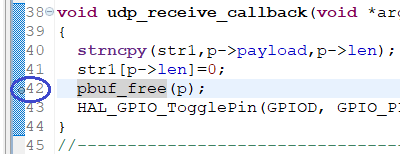 38 void udp_receive_callback(void *arg
39 {
40 strncpy(str1,p->payload,p->len);
41 str1[p->len]=0;
42 pbuf_free(p);
43 HAL_GPIO_TogglePin(GPIOD, GPIO_PI
44 }
45 //-----------------------------------